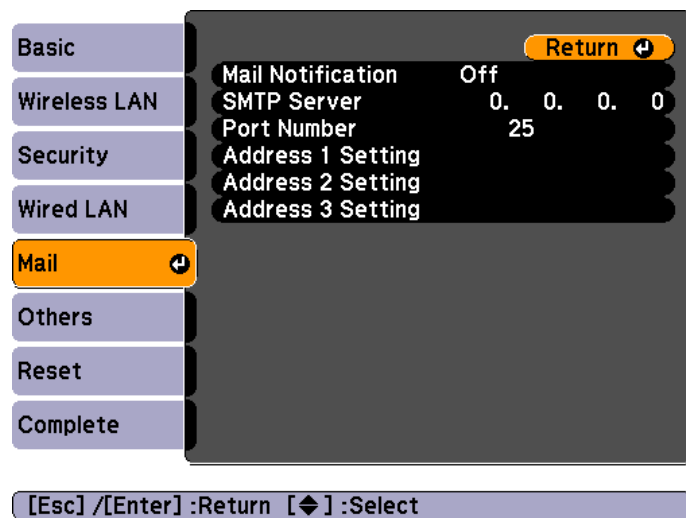 Basic
Wireless LAN
Security
Wired LAN
Mail
Others
Reset
Complete
Return
Mail Notification Off
SMTP Server 0. 0. 0. 0
Port Number 25
Address 1 Setting
Address 2 Setting
Address 3 Setting
[Esc] /[Enter] :Return [◆] :Select